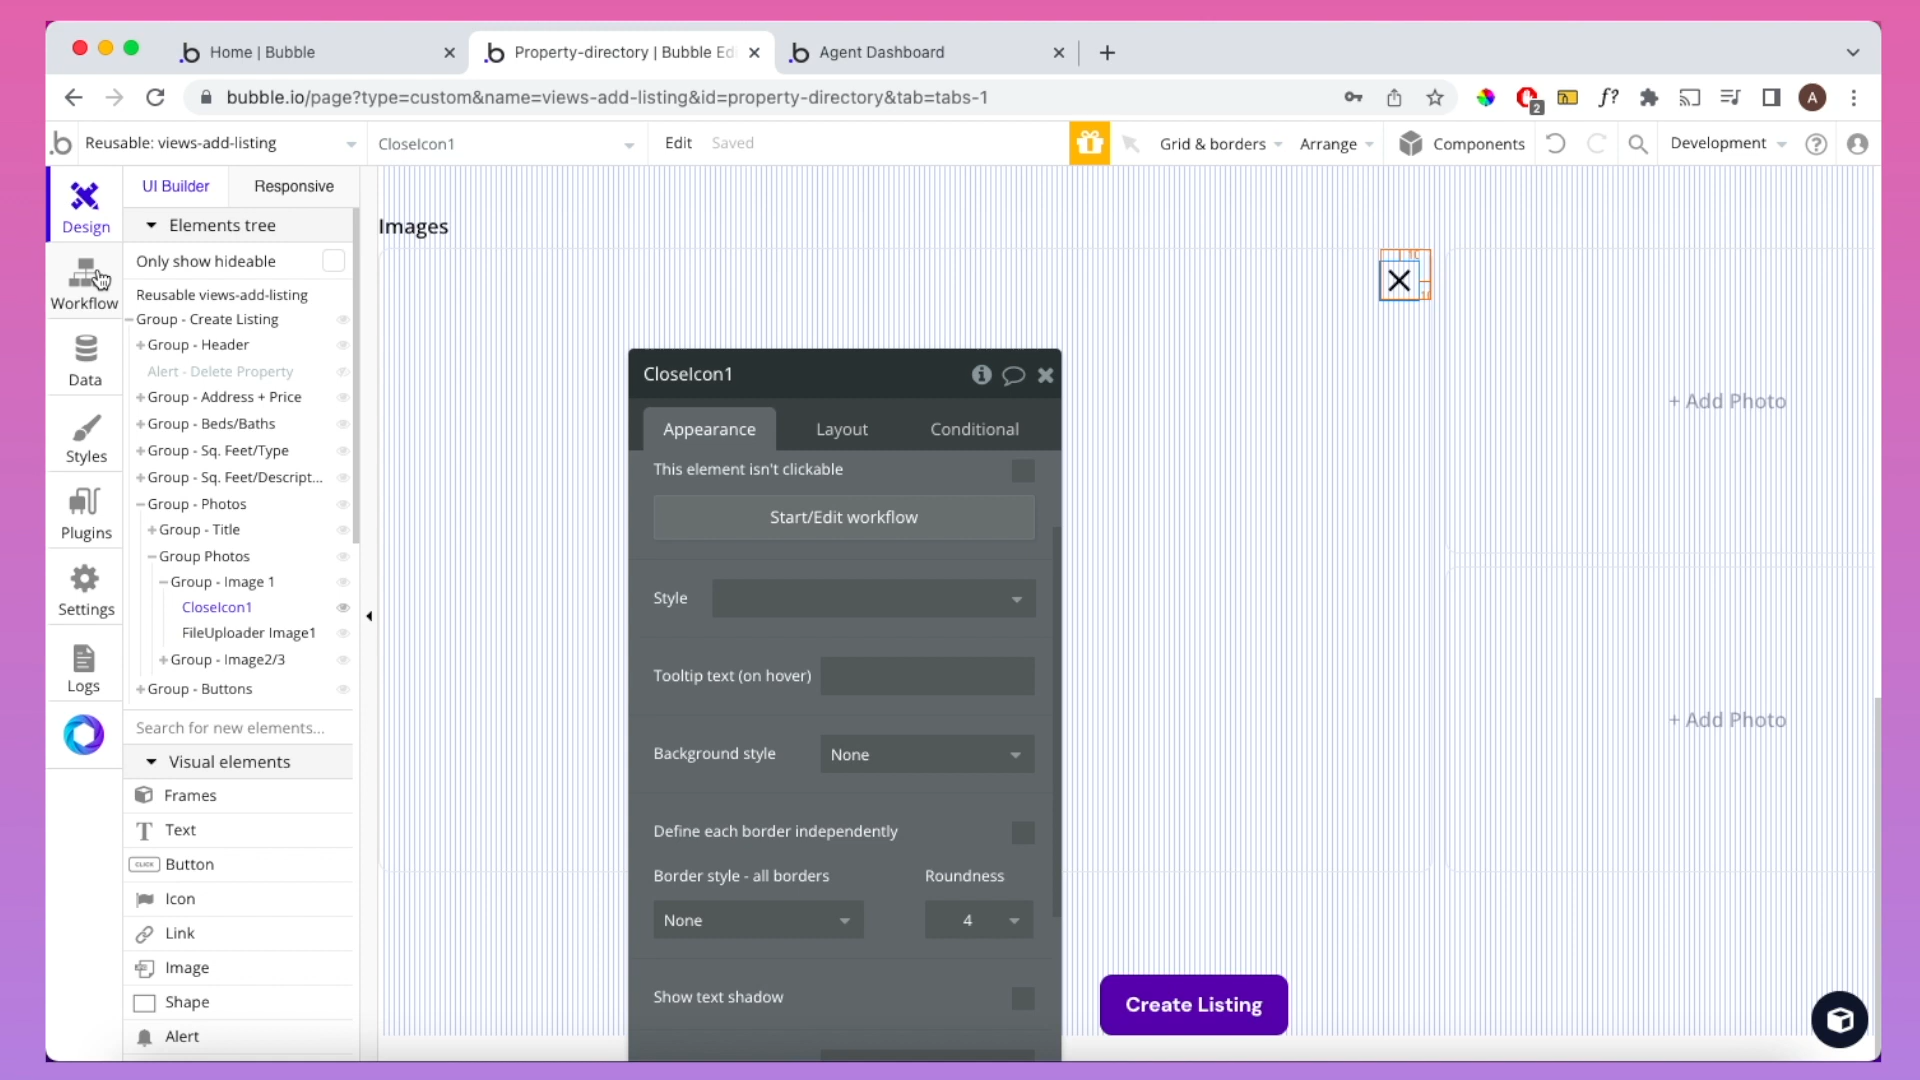 Home | Bubble
Property-directory | Bubble Ed
Agent Dashboard
bubble.io/page?type=custom&name=views-add-listing&id=property-directory&tab=tabs-1
2
A
Reusable: views-add-listing
CloseIcon1
Edit
Saved
Grid & borders
Arrange
Components
Development
Design
Workflow
Data
Styles
Plugins
Settings
Logs
UI Builder
Responsive
Elements tree
Only show hideable
Reusable views-add-listing
Group - Create Listing
Group - Header
Alert - Delete Property
Group - Address + Price
Group - Beds/Baths
Group - Sq. Feet/Type
Group - Sq. Feet/Descript...
Group - Photos
Group - Title
Group Photos
Group - Image 1
CloseIcon1
FileUploader Image1
Group - Image2/3
Group - Buttons
Search for new elements...
Visual elements
Frames
Text
CLICK Button
Icon
Link
Image
Shape
Alert
Images
CloseIcon1
Appearance
Layout
Conditional
This element isn't clickable
Start/Edit workflow
Style
Tooltip text (on hover)
Background style
None
Define each border independently
Border style - all borders
Roundness
None
4
Show text shadow
+ Add Photo
+ Add Photo
Create Listing